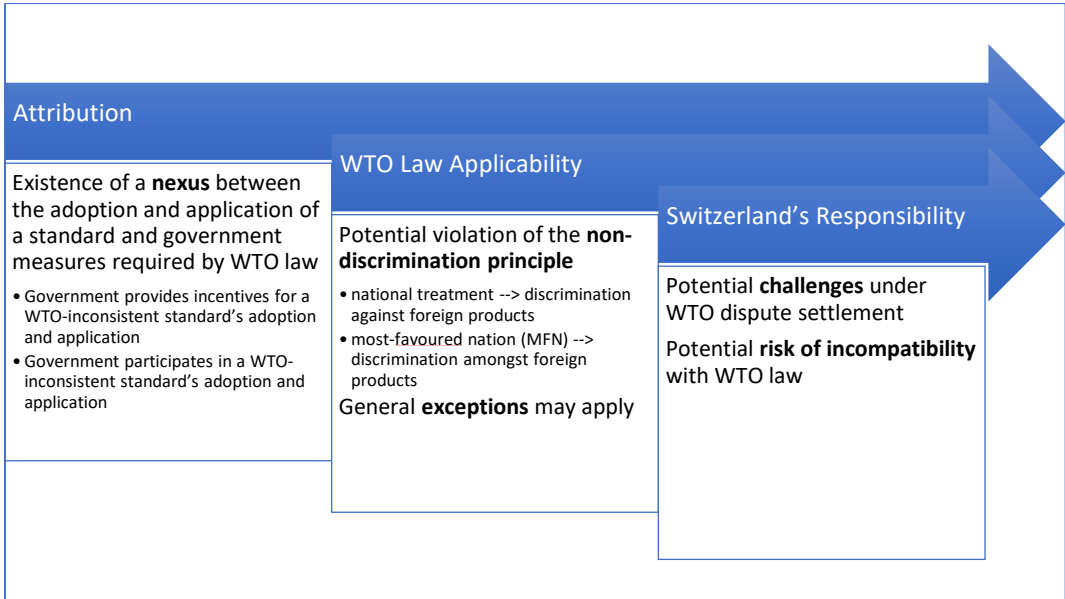 Attribution
Existence of a nexus between
the adoption and application of
a standard and government
measures required by WTO law
• Government provides incentives for a
WTO-inconsistent standard's adoption
and application
• Government participates in a WTO-
inconsistent standard's adoption and
application
WTO Law Applicability
Potential violation of the non-
discrimination principle
• national treatment --> discrimination
against foreign products
• most-favoured nation (MFN) -->
discrimination amongst foreign
products
General exceptions may apply
Switzerland's Responsibility
Potential challenges under
WTO dispute settlement
Potential risk of incompatibility
with WTO law